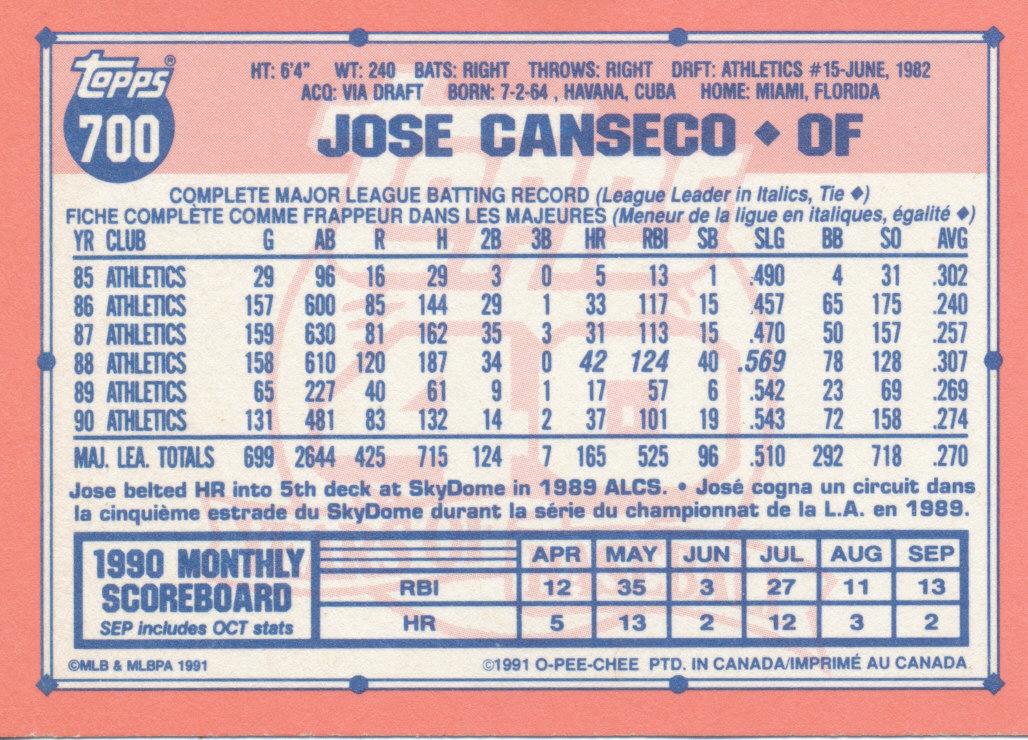 Topps®
700
HT: 6'4" WT: 240 BATS: RIGHT THROWS: RIGHT DRFT: ATHLETICS #15-JUNE, 1982
ACQ: VIA DRAFT BORN: 7-2-64 , HAVANA, CUBA HOME: MIAMI, FLORIDA
JOSE CANSECO ◆ OF
COMPLETE MAJOR LEAGUE BATTING RECORD (League Leader in Italics, Tie ◆)
FICHE COMPLÈTE COMME FRAPPEUR DANS LES MAJEURES (Meneur de la ligue en italiques, égalité ◆)
YR CLUB G AB R H 2B 3B HR RBI SB SLG BB SO AVG
85 ATHLETICS 29 96 16 29 3 0 5 13 1 .490 4 31 .302
86 ATHLETICS 157 600 85 144 29 1 33 117 15 .457 65 175 .240
87 ATHLETICS 159 630 81 162 35 3 31 113 15 .470 50 157 .257
88 ATHLETICS 158 610 120 187 34 0 42 124 40 .569 78 128 .307
89 ATHLETICS 65 227 40 61 9 1 17 57 6 .542 23 69 .269
90 ATHLETICS 131 481 83 132 14 2 37 101 19 .543 72 158 .274
MAJ. LEA. TOTALS 699 2644 425 715 124 7 165 525 96 .510 292 718 .270
Jose belted HR into 5th deck at SkyDome in 1989 ALCS. • José cogna un circuit dans
la cinquième estrade du SkyDome durant la série du championnat de la L.A. en 1989.
1990 MONTHLY
SCOREBOARD
SEP includes OCT stats
APR MAY JUN JUL AUG SEP
RBI 12 35 3 27 11 13
HR 5 13 2 12 3 2
©MLB & MLBPA 1991 ©1991 O-PEE-CHEE PTD. IN CANADA/IMPRIMÉ AU CANADA